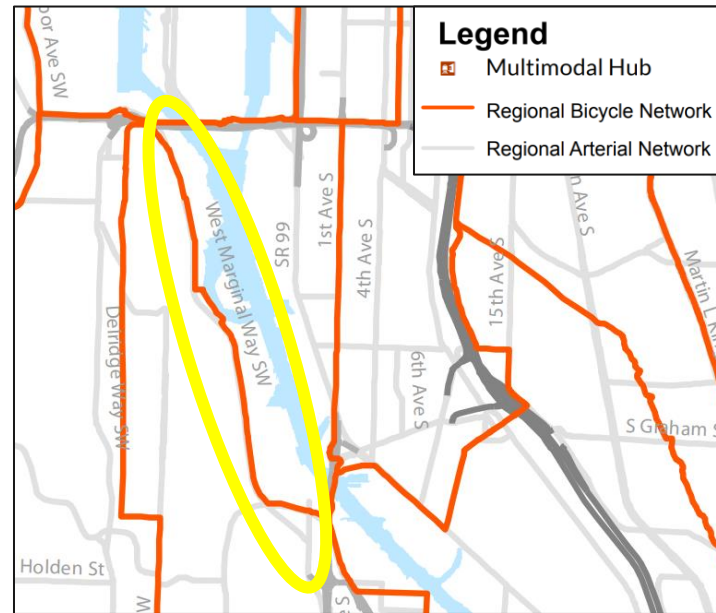 Legend
Multimodal Hub
Regional Bicycle Network
Regional Arterial Network
Ave SW
West Marginal Way SW
SR 99
1st Ave S
4th Ave S
15th Ave S
Ave S
Martin L
Delridge Way SW
6th Ave S
S Graham S
Holden St
W
e S